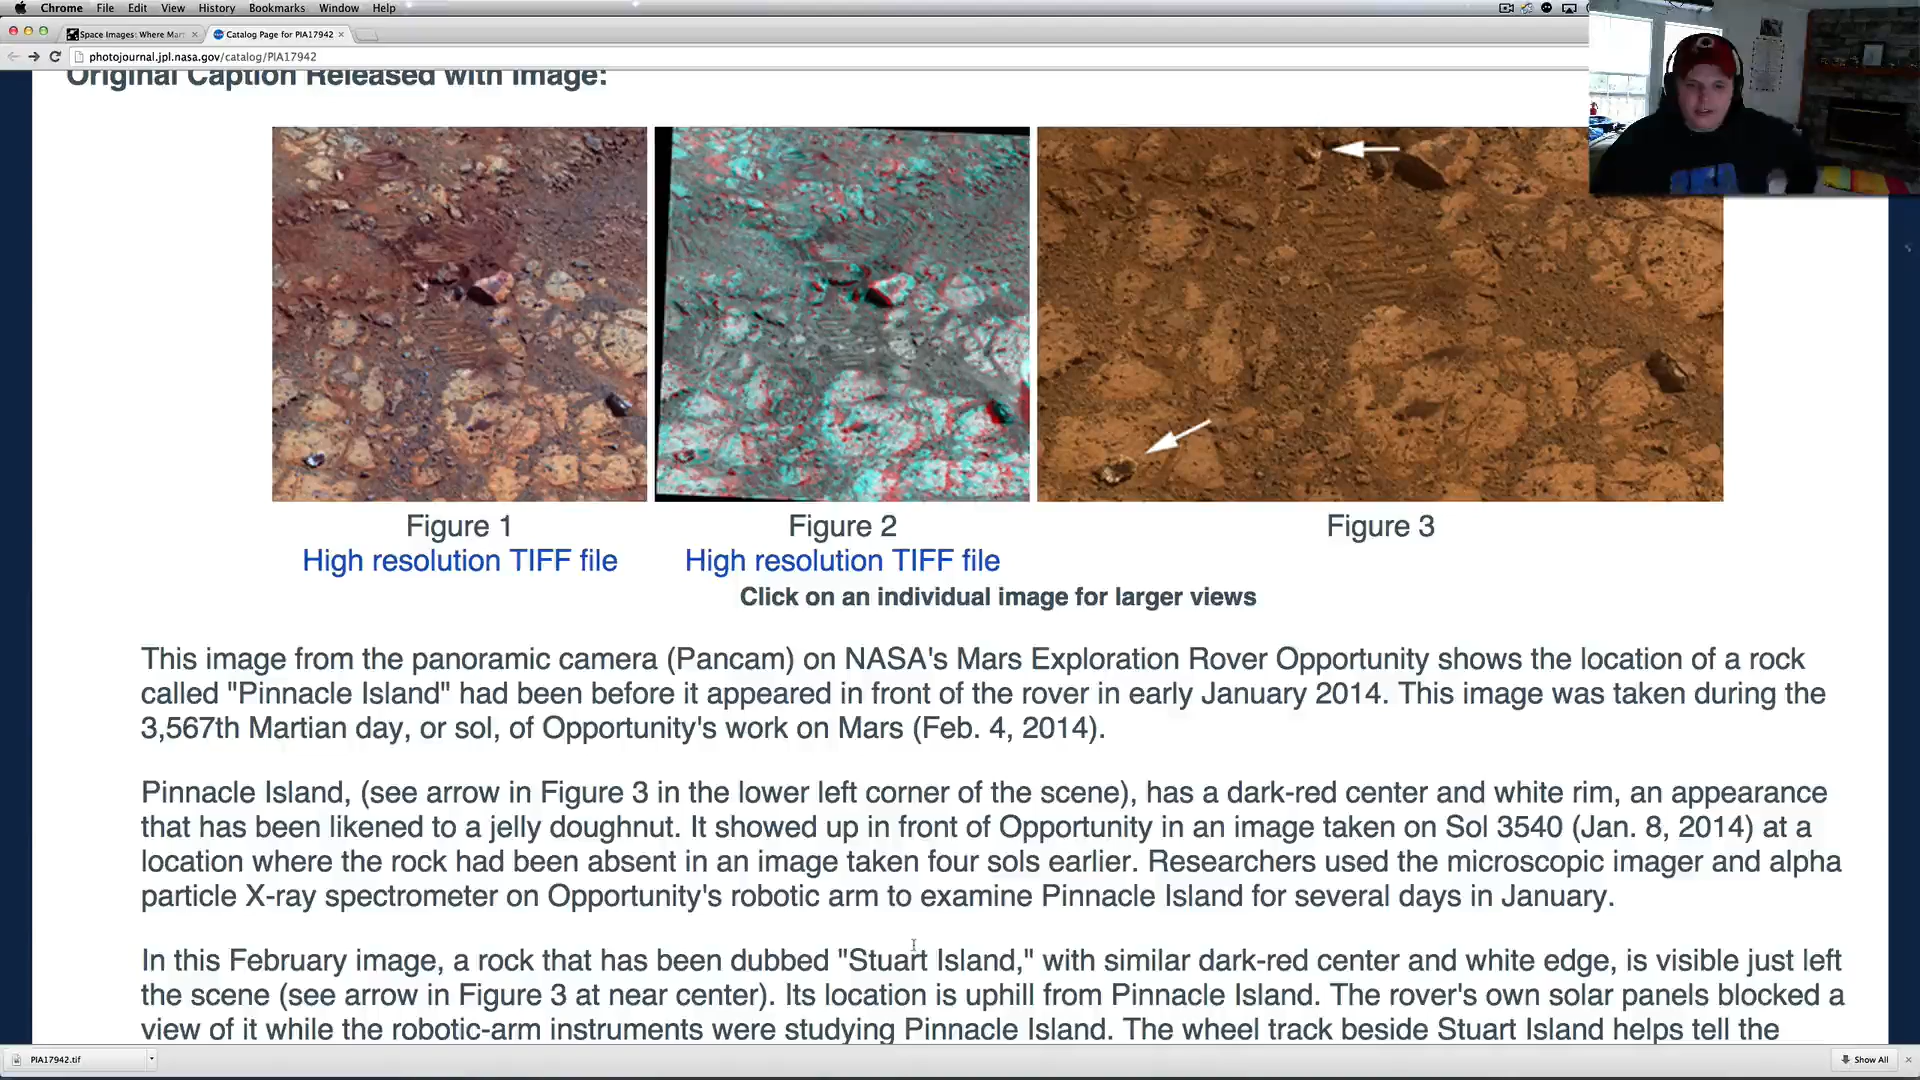 Chrome File Edit View History Bookmarks Window Help
Space Images: Where Mar
Catalog Page for PIA17942
photojournal.jpl.nasa.gov/catalog/PIA17942
Original Caption Released with Image:
Figure 1
High resolution TIFF file
Figure 2
High resolution TIFF file
Figure 3
Click on an individual image for larger views
This image from the panoramic camera (Pancam) on NASA's Mars Exploration Rover Opportunity shows the location of a rock
called "Pinnacle Island" had been before it appeared in front of the rover in early January 2014. This image was taken during the
3,567th Martian day, or sol, of Opportunity's work on Mars (Feb. 4, 2014).
Pinnacle Island, (see arrow in Figure 3 in the lower left corner of the scene), has a dark-red center and white rim, an appearance
that has been likened to a jelly doughnut. It showed up in front of Opportunity in an image taken on Sol 3540 (Jan. 8, 2014) at a
location where the rock had been absent in an image taken four sols earlier. Researchers used the microscopic imager and alpha
particle X-ray spectrometer on Opportunity's robotic arm to examine Pinnacle Island for several days in January.
In this February image, a rock that has been dubbed "Stuart Island," with similar dark-red center and white edge, is visible just left
the scene (see arrow in Figure 3 at near center). Its location is uphill from Pinnacle Island. The rover's own solar panels blocked a
view of it while the robotic-arm instruments were studying Pinnacle Island. The wheel track beside Stuart Island helps tell the
PIA17942.tif
Show All